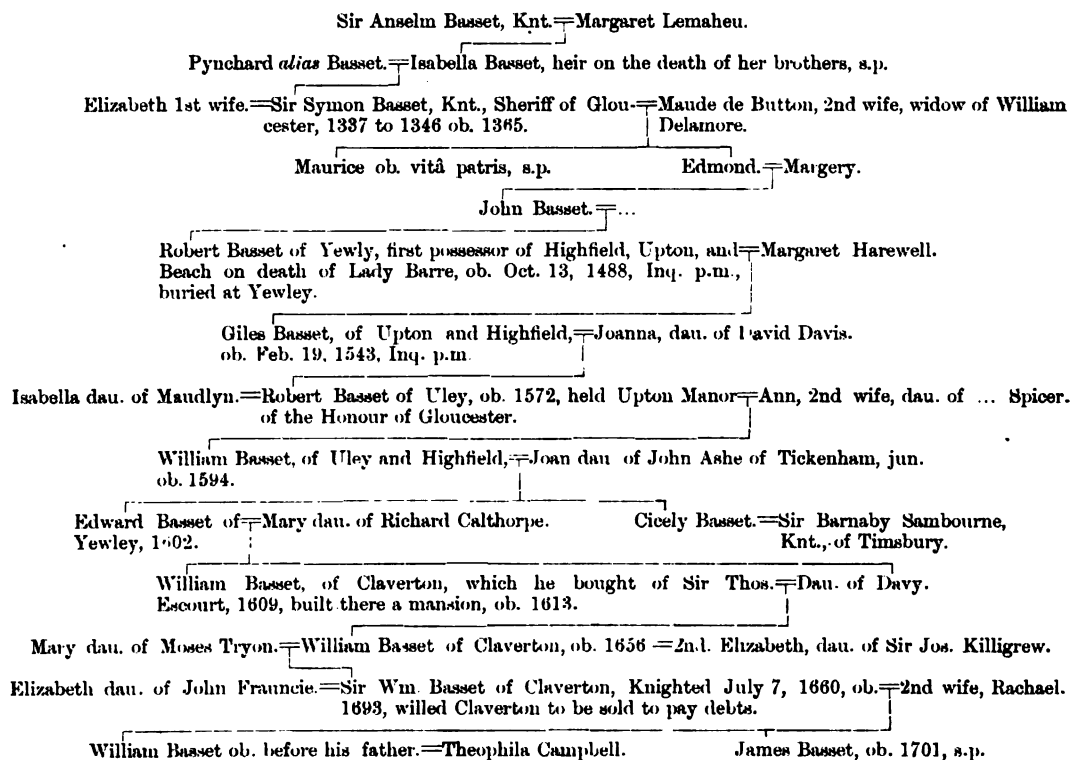 Sir Anselm Basset, Knt.=Margaret Lemaheu.
Pynchard alias Basset.=Isabella Basset, heir on the death of her brothers, s.p.
Elizabeth 1st wife.=Sir Symon Basset, Knt., Sheriff of Glou-=Maude de Button, 2nd wife, widow of William
cester, 1337 to 1346 ob. 1365. Delamore.
Maurice ob. vitâ patris, s.p. Edmond.=Margery.
John Basset.=...
Robert Basset of Yewly, first possessor of Highfield, Upton, and=Margaret Harewell.
Beach on death of Lady Barre, ob. Oct. 13, 1488, Inq. p.m.,
buried at Yewley.
Giles Basset, of Upton and Highfield,=Joanna, dau. of David Davis.
ob. Feb. 19, 1543, Inq. p.m.
Isabella dau. of Maudlyn.=Robert Basset of Uley, ob. 1572, held Upton Manor=Ann, 2nd wife, dau. of ... Spicer.
of the Honour of Gloucester.
William Basset, of Uley and Highfield,=Joan dau of John Ashe of Tickenham, jun.
ob. 1594.
Edward Basset of=Mary dau. of Richard Calthorpe. Cicely Basset.=Sir Barnaby Sambourne,
Yewley, 1602. Knt., of Timsbury.
William Basset, of Claverton, which he bought of Sir Thos.=Dau. of Davy.
Escourt, 1609, built there a mansion, ob. 1613.
Mary dau. of Moses Tryon.=William Basset of Claverton, ob. 1656 =2nd. Elizabeth, dau. of Sir Jos. Killigrew.
Elizabeth dau. of John Frauncie.=Sir Wm. Basset of Claverton, Knighted July 7, 1660, ob.=2nd wife, Rachael.
1693, willed Claverton to be sold to pay debts.
William Basset ob. before his father.=Theophila Campbell. James Basset, ob. 1701, s.p.